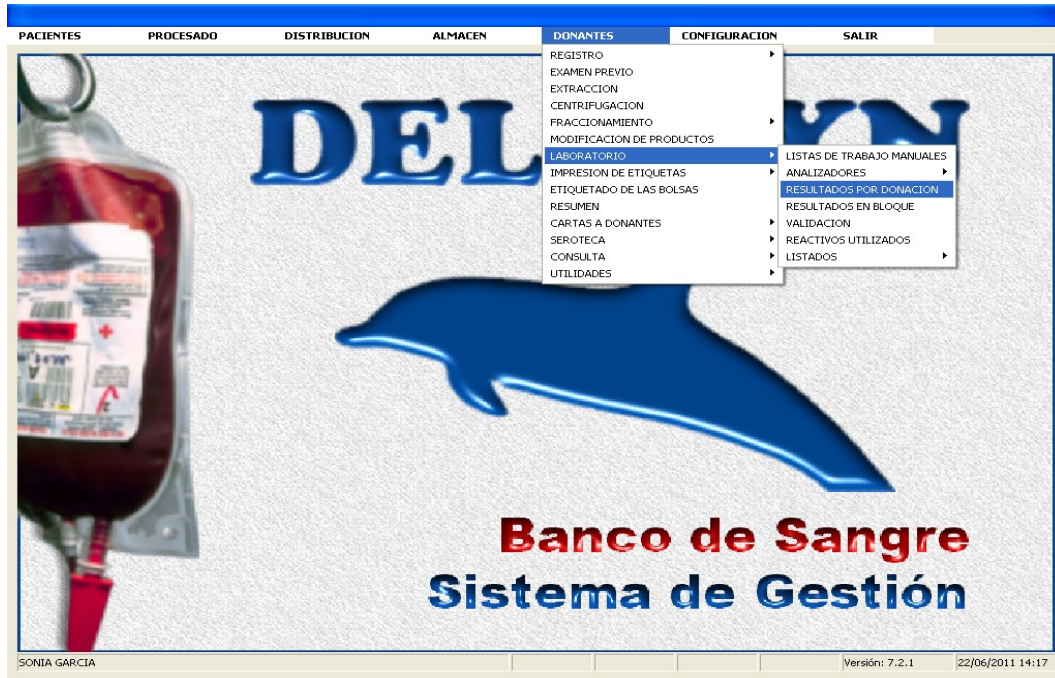 PACIENTES PROCESADO DISTRIBUCION ALMACEN DONANTES CONFIGURACION SALIR
REGISTRO
EXAMEN PREVIO
EXTRACCION
CENTRIFUGACION
FRACCIONAMIENTO
MODIFICACION DE PRODUCTOS
LABORATORIO
IMPRESION DE ETIQUETAS
ETIQUETADO DE LAS BOLSAS
RESUMEN
CARTAS A DONANTES
SEROTECA
CONSULTA
UTILIDADES
LISTAS DE TRABAJO MANUALES
ANALIZADORES
RESULTADOS POR DONACION
RESULTADOS EN BLOQUE
VALIDACION
REACTIVOS UTILIZADOS
LISTADOS
Banco de Sangre
Sistema de Gestión
SONIA GARCIA Versión: 7.2.1 22/06/2011 14:17